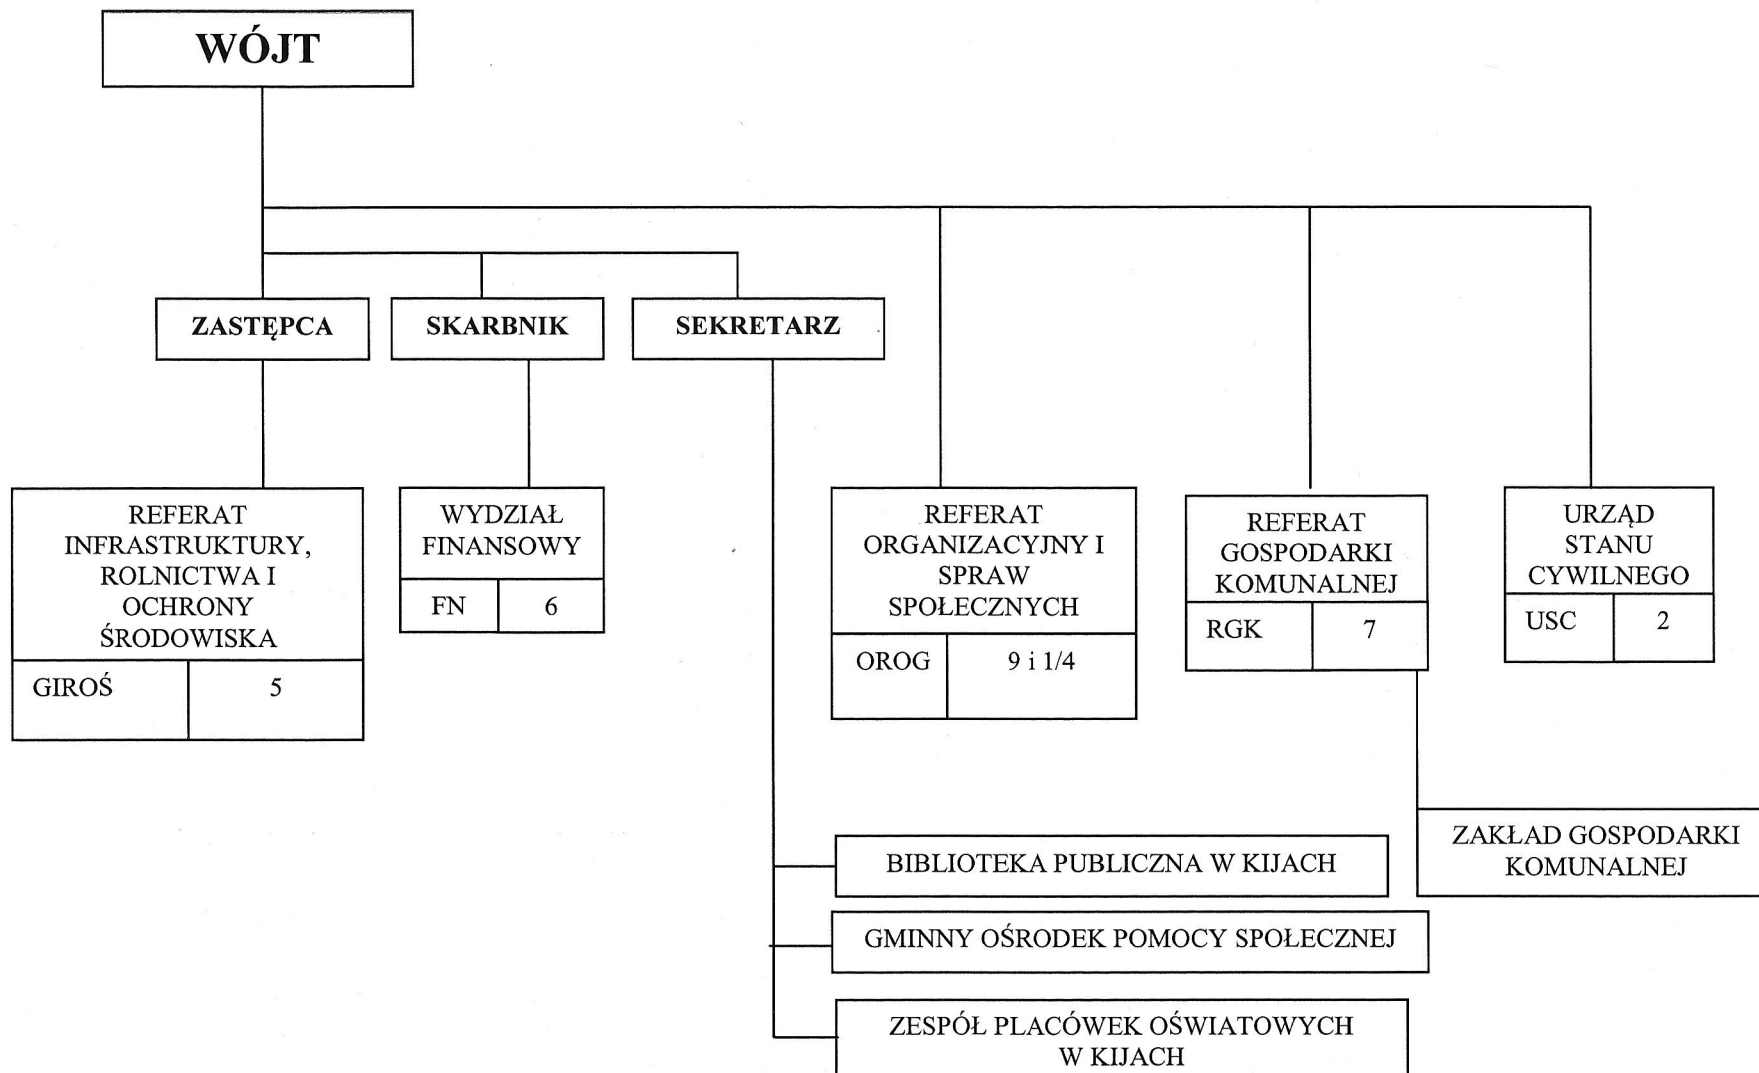 WÓJT
ZASTĘPCA
SKARBNIK
SEKRETARZ
REFERAT
INFRASTRUKTURY,
ROLNICTWA I
OCHRONY
ŚRODOWISKA
GIROŚ 5
WYDZIAŁ
FINANSOWY
FN 6
REFERAT
ORGANIZACYJNY I
SPRAW
SPOŁECZNYCH
OROG 9 i 1/4
REFERAT
GOSPODARKI
KOMUNALNEJ
RGK 7
URZĄD
STANU
CYWILNEGO
USC 2
ZAKŁAD GOSPODARKI
KOMUNALNEJ
BIBLIOTEKA PUBLICZNA W KIJACH
GMINNY OŚRODEK POMOCY SPOŁECZNEJ
ZESPÓŁ PLACÓWEK OŚWIATOWYCH
W KIJACH